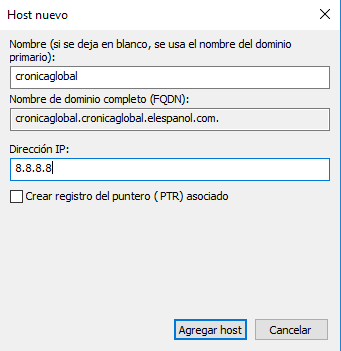 Host nuevo
Nombre (si se deja en blanco, se usa el nombre del dominio
primario):
cronicaglobal
Nombre de dominio completo (FQDN):
cronicaglobal.cronicaglobal.elespanol.com.
Dirección IP:
8.8.8.8
Crear registro del puntero ( PTR) asociado
Agregar host
Cancelar